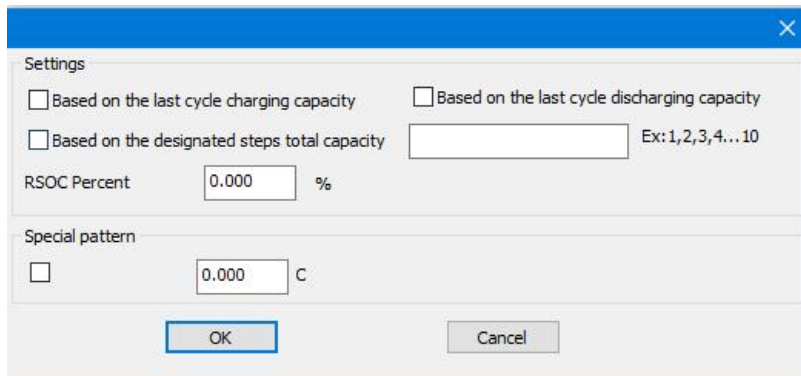 Settings
Based on the last cycle charging capacity
Based on the last cycle discharging capacity
Based on the designated steps total capacity
Ex:1,2,3,4...10
RSOC Percent 0.000 %
Special pattern
0.000 C
OK Cancel